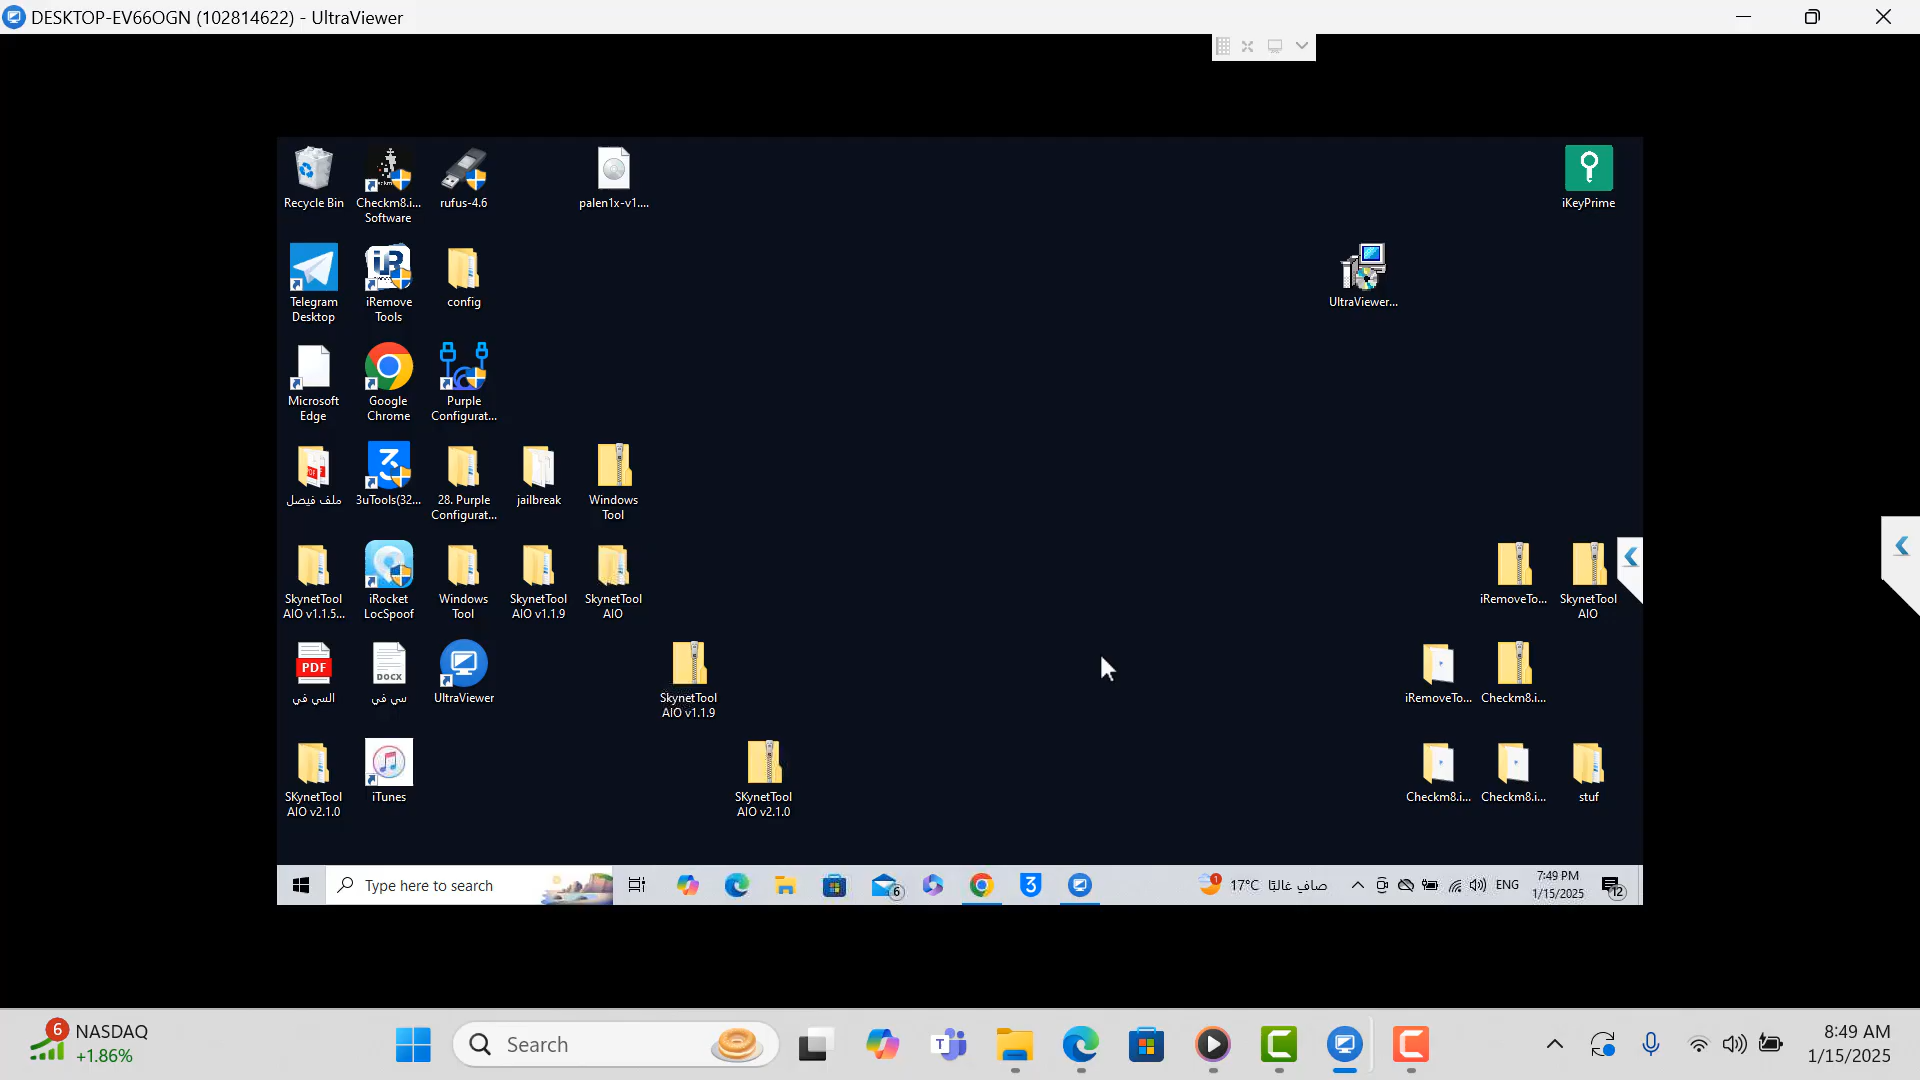 DESKTOP-EV66OGN (102814622) - UltraViewer
Recycle Bin
Checkm8.i...
Software
rufus-4.6
palen1x-v1....
iKeyPrime
Telegram
Desktop
iRemove
Tools
config
UltraViewer...
Microsoft
Edge
Google
Chrome
Purple
Configurat...
ملف فيصل
3uTools(32...
28. Purple
Configurat...
jailbreak
Windows
Tool
SkynetTool
AIO v1.1.5...
iRocket
LocSpoof
Windows
Tool
SkynetTool
AIO v1.1.9
SkynetTool
AIO
iRemoveTo...
SkynetTool
AIO
PDF
السي في
DOCX
سي في
UltraViewer
SkynetTool
AIO v1.1.9
iRemoveTo...
Checkm8.i...
SKynetTool
AIO v2.1.0
iTunes
SKynetTool
AIO v2.1.0
Checkm8.i...
Checkm8.i...
stuf
Type here to search
6
1
17°C صافٍ غالبًا
ENG
7:49 PM
1/15/2025
12
6
NASDAQ
+1.86%
Search
8:49 AM
1/15/2025